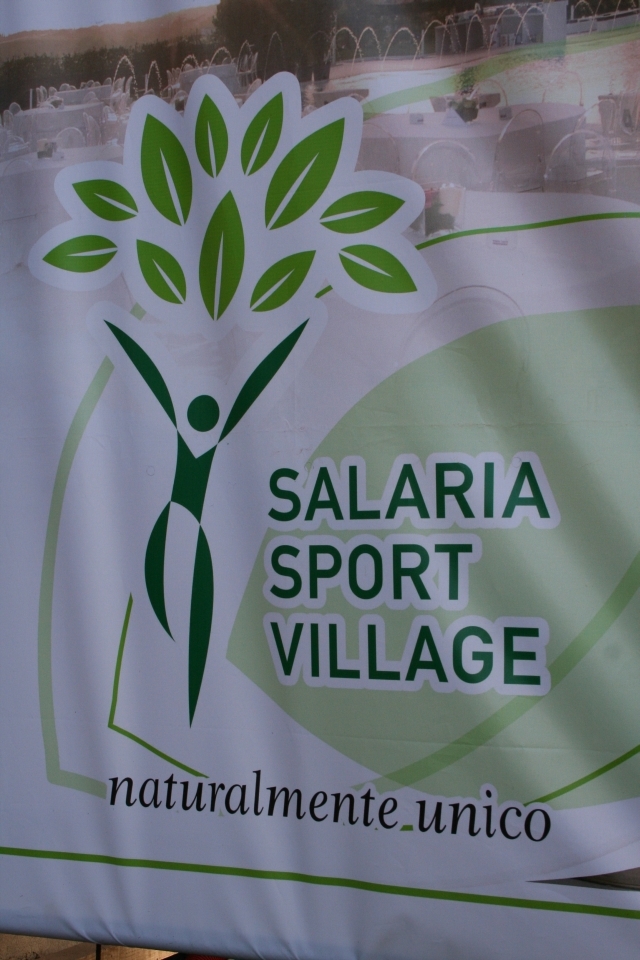 SALARIA
SPORT
VILLAGE
naturalmente unico